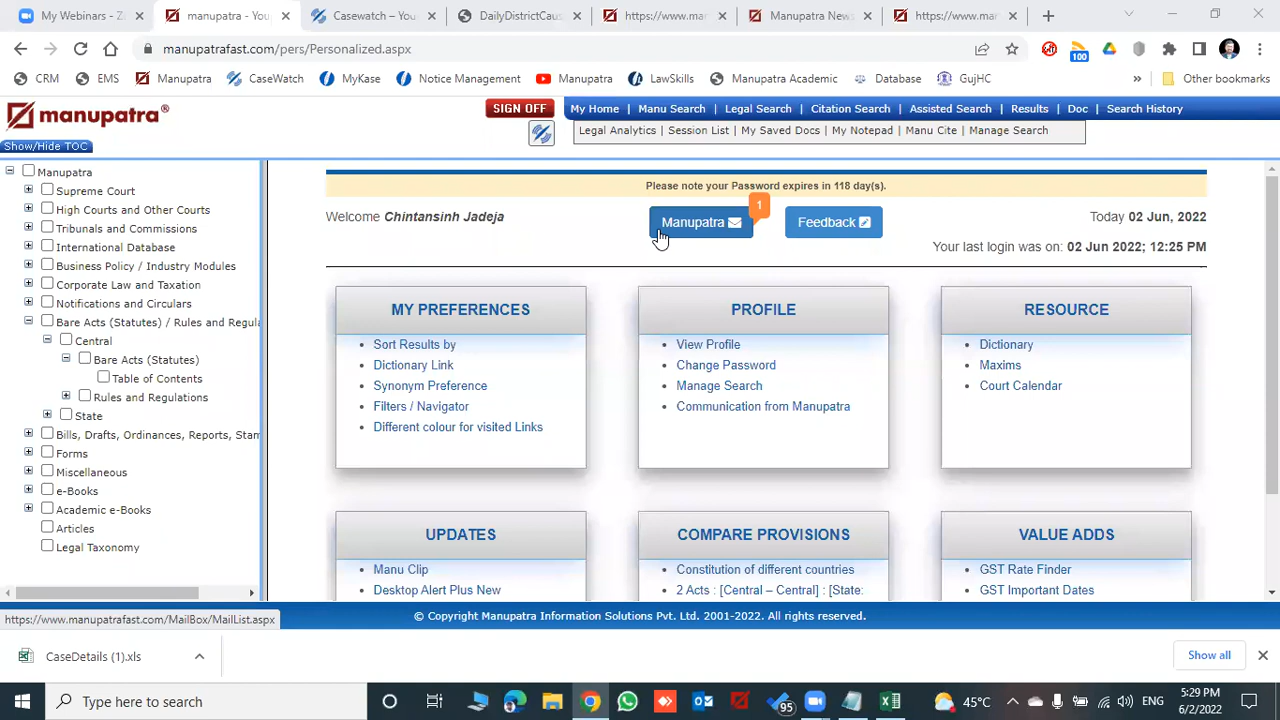 My Webinars - Z
manupatra - You
Casewatch – You
DailyDistrictCaus
https://www.ma
Manupatra News
https://www.ma
manupatrafast.com/pers/Personalized.aspx
100
CRM
EMS
Manupatra
CaseWatch
MyKase
Notice Management
Manupatra
LawSkills
Manupatra Academic
Database
GujHC
»
Other bookmarks
manupatra®
SIGN OFF
My Home | Manu Search | Legal Search | Citation Search | Assisted Search | Results | Doc | Search History
Legal Analytics | Session List | My Saved Docs | My Notepad | Manu Cite | Manage Search
Show/Hide TOC
Manupatra
Supreme Court
High Courts and Other Courts
Tribunals and Commissions
International Database
Business Policy / Industry Modules
Corporate Law and Taxation
Notifications and Circulars
Bare Acts (Statutes) / Rules and Regula
Central
Bare Acts (Statutes)
Table of Contents
Rules and Regulations
State
Bills, Drafts, Ordinances, Reports, Stam
Forms
Miscellaneous
e-Books
Academic e-Books
Articles
Legal Taxonomy
Please note your Password expires in 118 day(s).
Welcome Chintansinh Jadeja
Manupatra
1
Feedback
Today 02 Jun, 2022
Your last login was on: 02 Jun 2022; 12:25 PM
MY PREFERENCES
Sort Results by
Dictionary Link
Synonym Preference
Filters / Navigator
Different colour for visited Links
PROFILE
View Profile
Change Password
Manage Search
Communication from Manupatra
RESOURCE
Dictionary
Maxims
Court Calendar
UPDATES
Manu Clip
Desktop Alert Plus New
COMPARE PROVISIONS
Constitution of different countries
2 Acts : [Central – Central] : [State:
VALUE ADDS
GST Rate Finder
GST Important Dates
https://www.manupatrafast.com/MailBox/MailList.aspx
© Copyright Manupatra Information Solutions Pvt. Ltd. 2001-2022. All rights reserved.
CaseDetails (1).xls
Show all
Type here to search
95
45°C
ENG
5:29 PM
6/2/2022